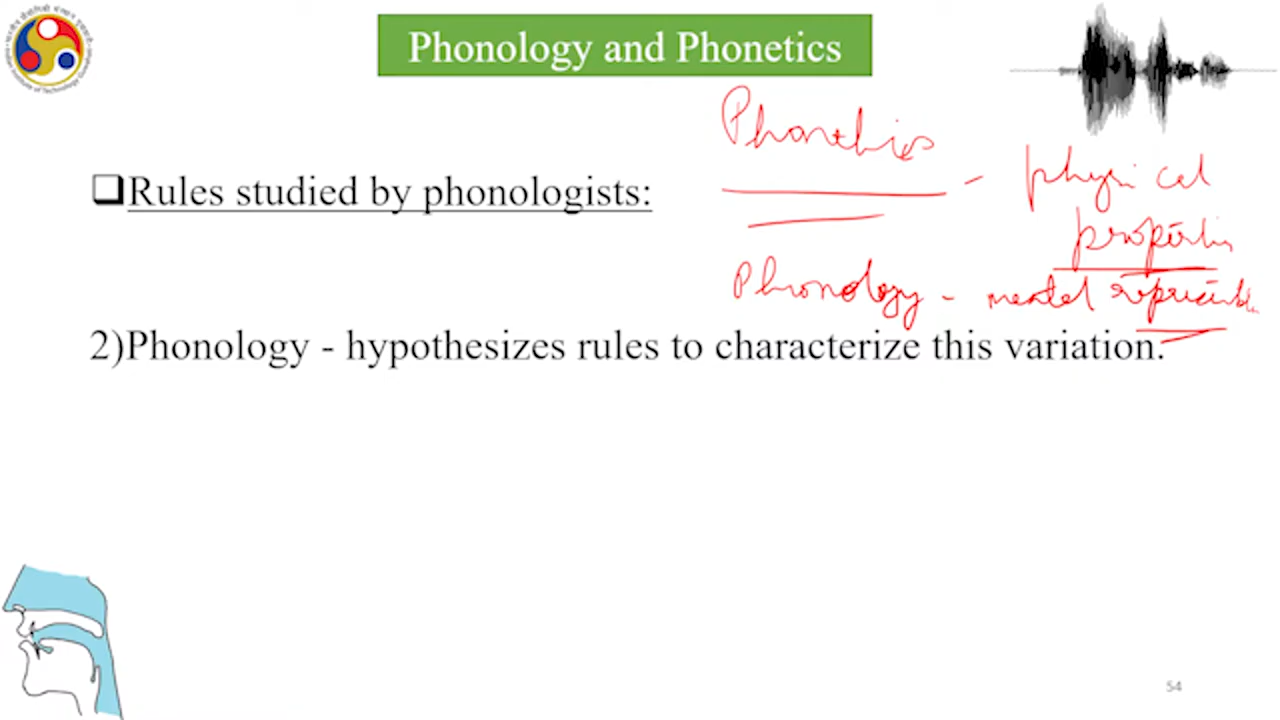 Phonology and Phonetics
Phonetics - physical
properties
Rules studied by phonologists:
Phonology - mental
2)Phonology - hypothesizes rules to characterize this variation.
54